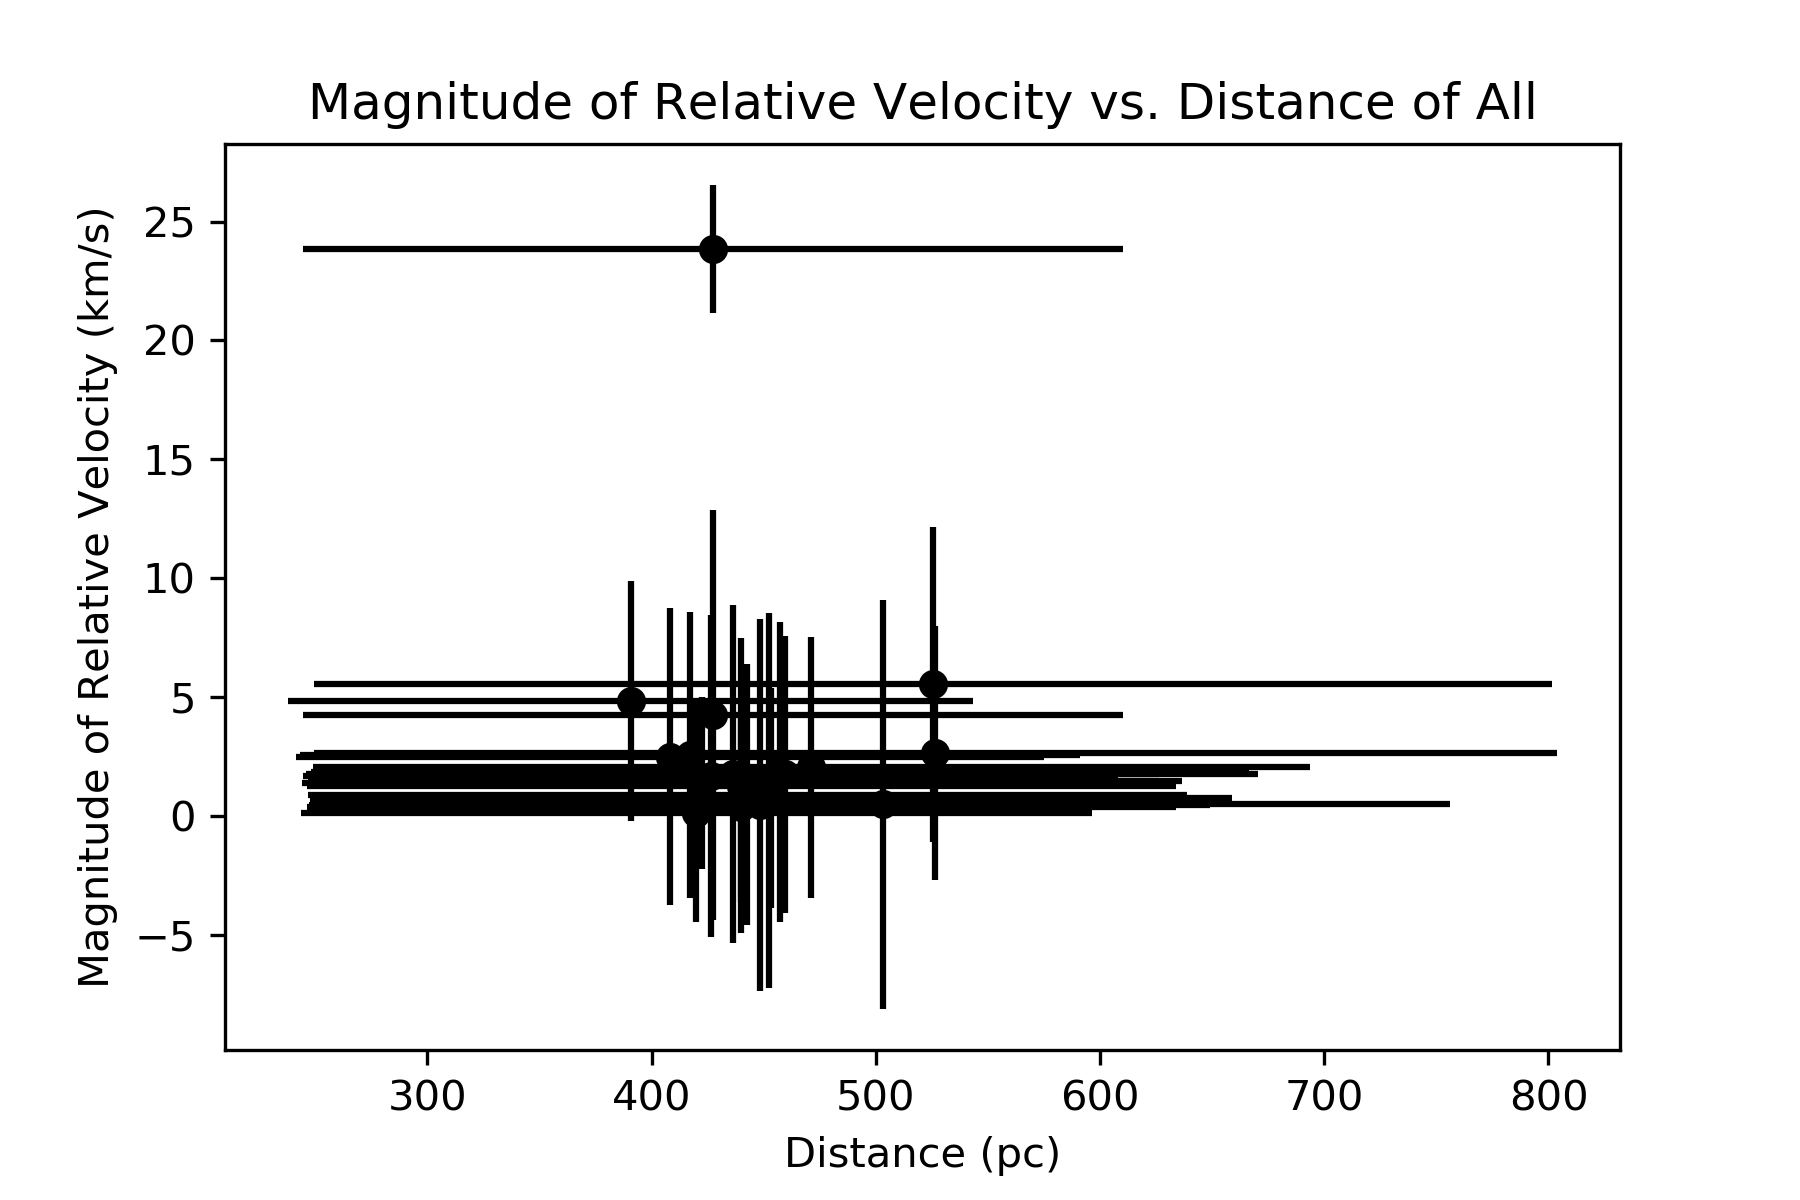 Magnitude of Relative Velocity vs. Distance of All
Magnitude of Relative Velocity (km/s)
25
20
15
10
5
0
−5
300 400 500 600 700 800
Distance (pc)